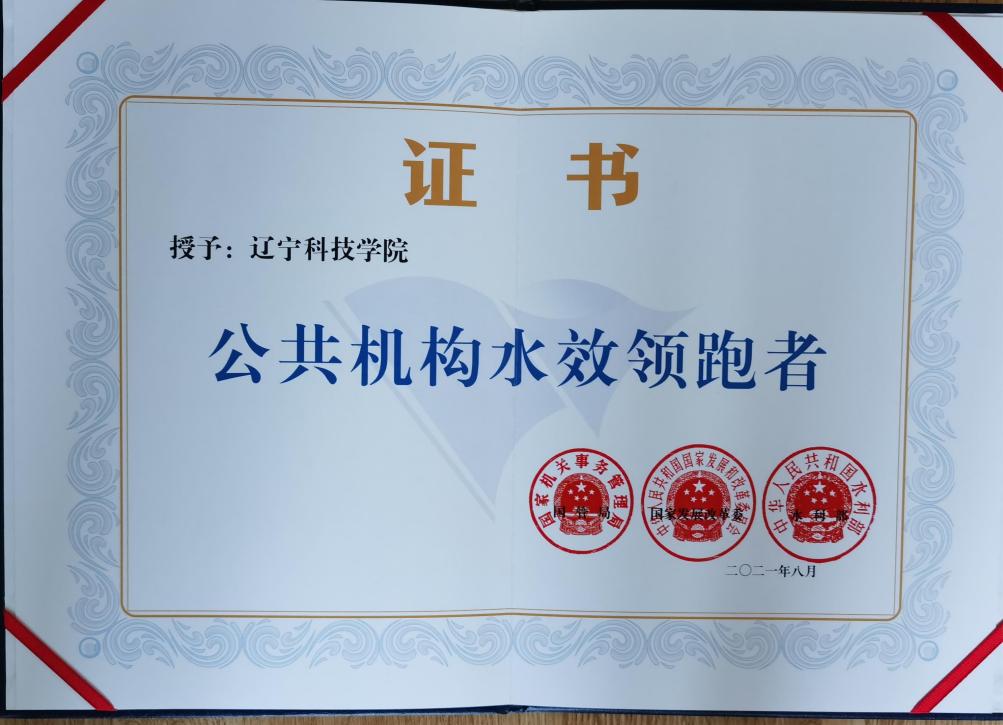 证 书
授予：辽宁科技学院
公共机构水效领跑者
国家机关事务管理局
中华人民共和国国家发展和改革委员会
中华人民共和国水利部
国管局 国家发展改革委 水利部
二〇二一年八月